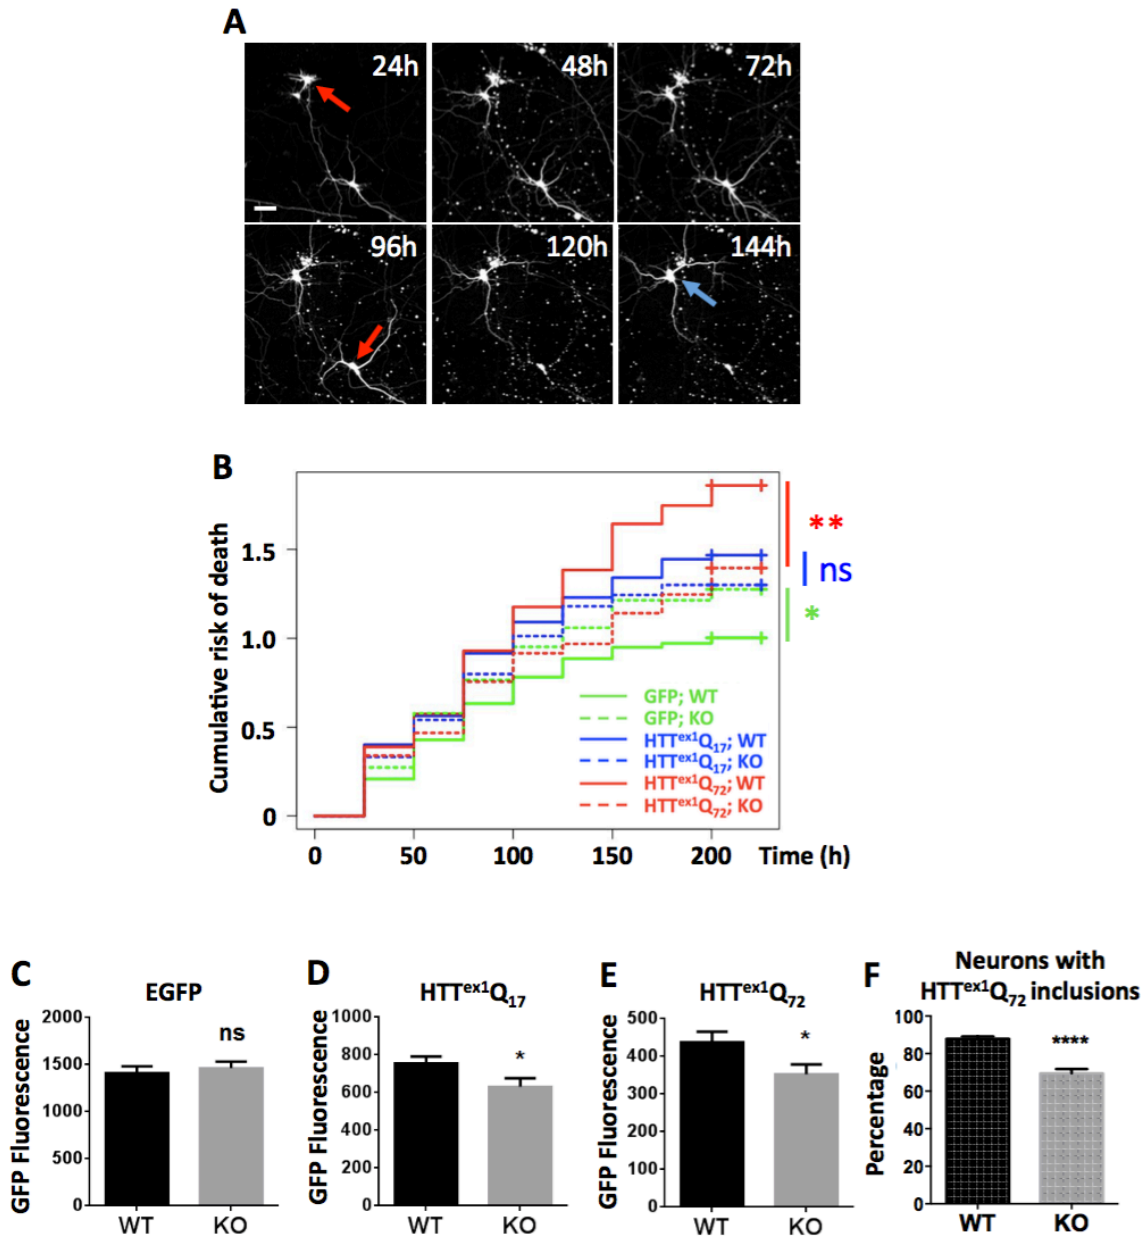 A
24h
48h
72h
96h
120h
144h
B
Cumulative risk of death
1.5
1.0
0.5
0
0
50
100
150
200
Time (h)
**
ns
*
GFP; WT
GFP; KO
HTTᵉˣ¹Q₁₇; WT
HTTᵉˣ¹Q₁₇; KO
HTTᵉˣ¹Q₇₂; WT
HTTᵉˣ¹Q₇₂; KO
C
EGFP
GFP Fluorescence
2000
1500
1000
500
0
ns
WT
KO
D
HTTᵉˣ¹Q₁₇
GFP Fluorescence
1000
800
600
400
200
0
*
WT
KO
E
HTTᵉˣ¹Q₇₂
GFP Fluorescence
500
400
300
200
100
0
*
WT
KO
F
Neurons with
HTTᵉˣ¹Q₇₂ inclusions
Percentage
100
80
60
40
20
0
****
WT
KO